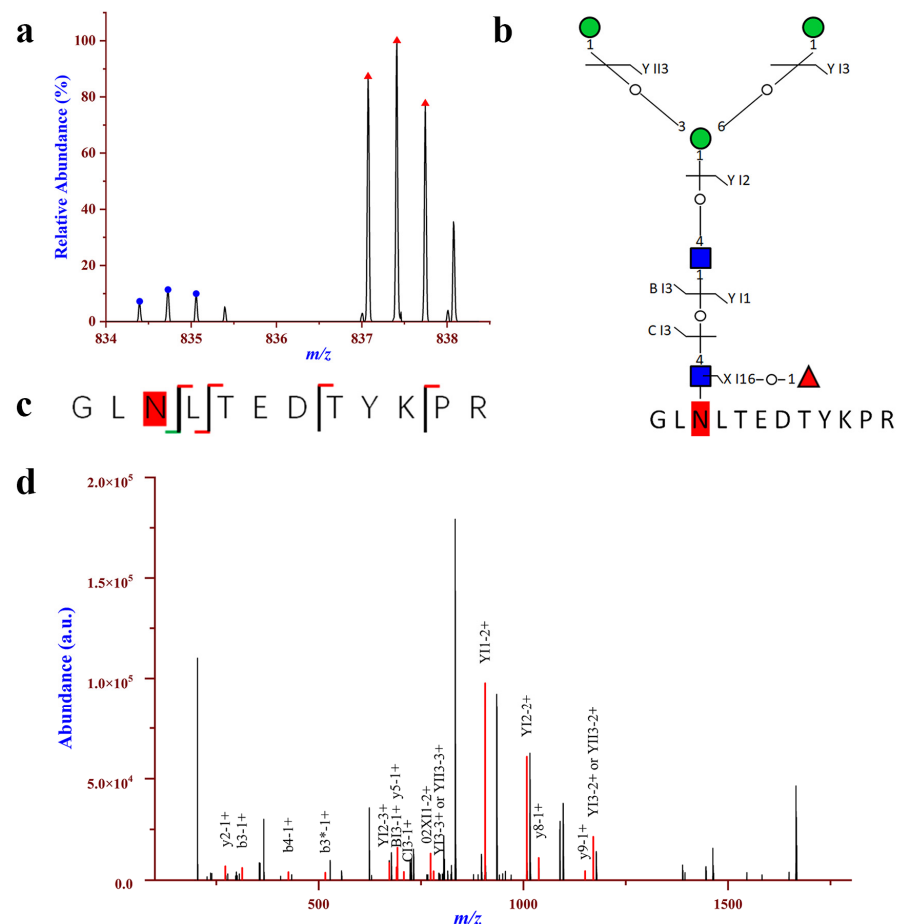 a
Relative Abundance (%)
100
80
60
40
20
0
834
835
836
837
838
m/z
b
1
1
Y II3
Y I3
3
6
1
Y I2
4
1
B I3
Y I1
C I3
4
X I16
1
G L N L T E D T Y K P R
c
G L N L T E D T Y K P R
d
Abundance (a.u.)
2.0×10⁵
1.5×10⁵
1.0×10⁵
5.0×10⁴
0.0
500
1000
1500
m/z
y2-1+
b3-1+
b4-1+
b3*-1+
YI2-3+
BI3-1+ y5-1+
CI3-1+
02XI1-2+
YI3-3+ or YII3-3+
YI1-2+
YI2-2+
y8-1+
y9-1+
YI3-2+ or YII3-2+